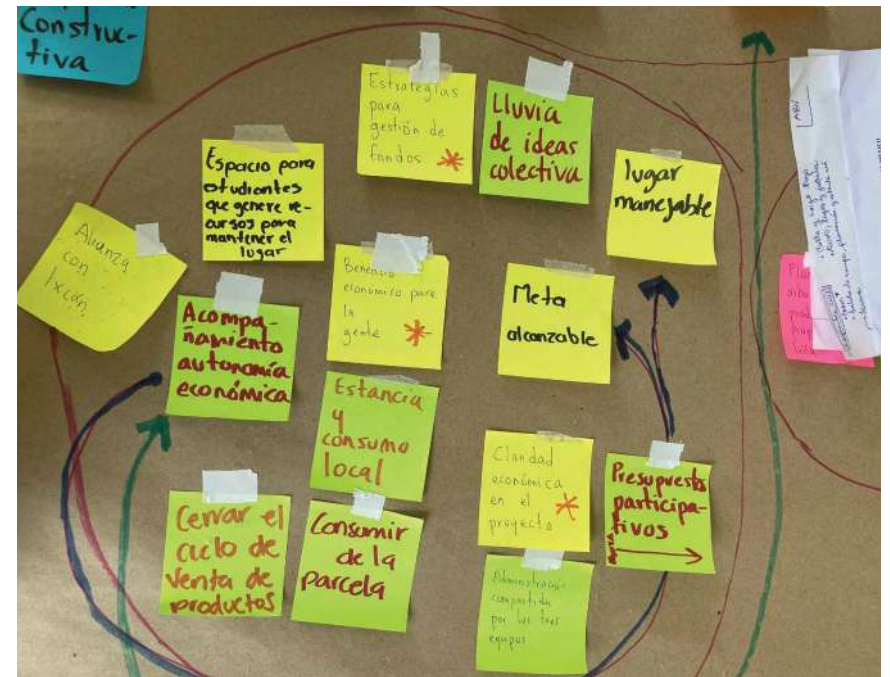 Construc-
tiva
Estrategias
para
gestión de
fondos
Lluvia
de ideas
colectiva
Espacio para
estudiantes
que genere re-
cursos para
mantener el
lugar
lugar
manejable
Alianza
con
Ixcán
Beneficio
económico para
la
gente
Meta
alcanzable
Acompa-
ñamiento
autonomía
económica
Estancia
y
consumo
local
Claridad
económica
en el
proyecto
Presupuestos
participa-
tivos
Cerrar el
ciclo de
venta de
productos
Consumir
de la
parcela
Administración
compartida
por los tres
equipos